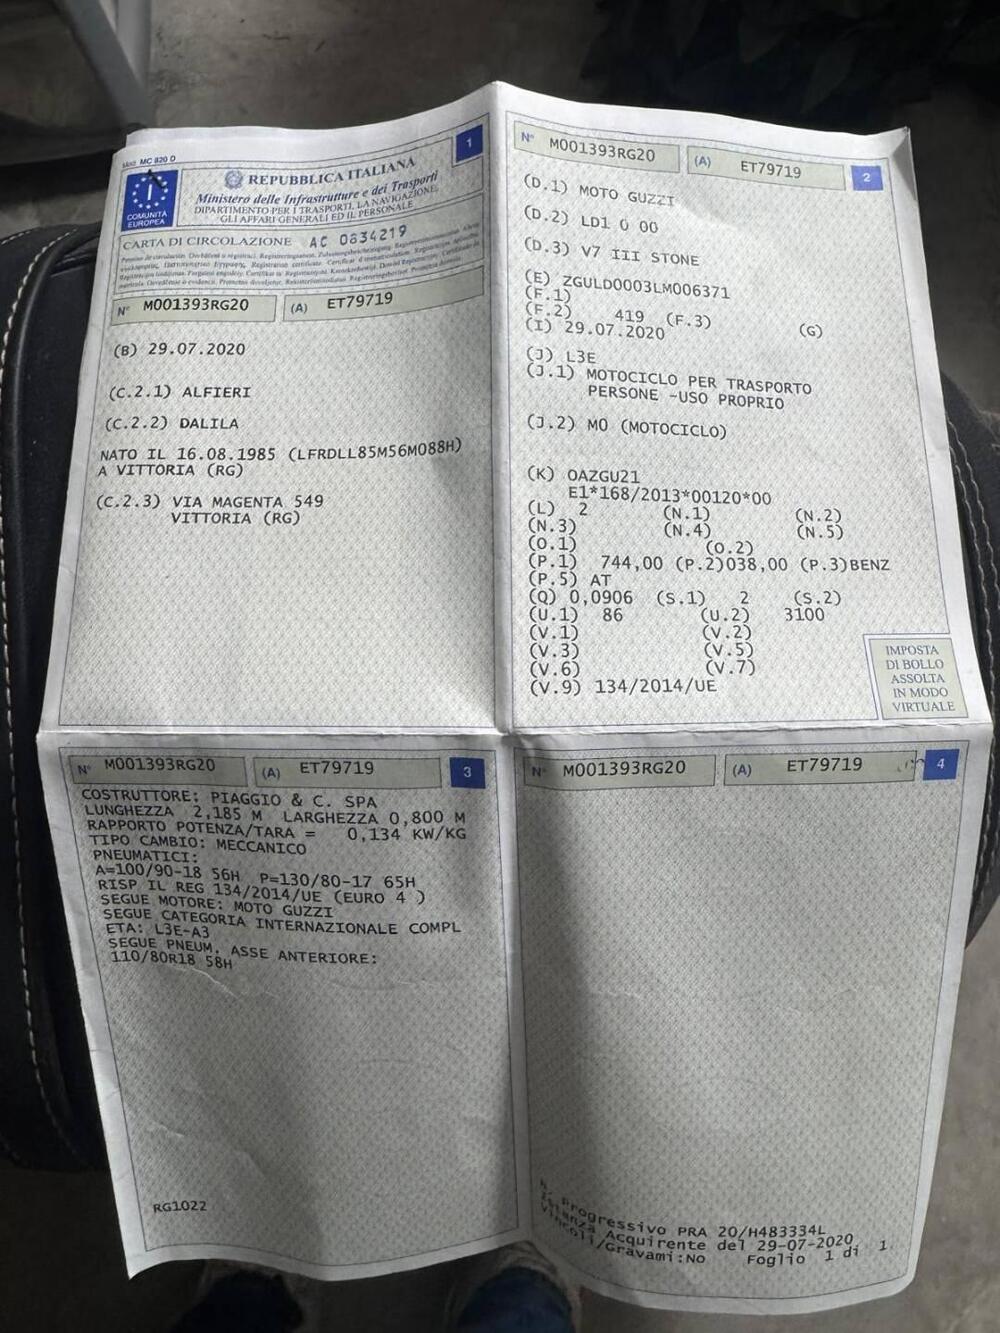 Mod. MC 820 D
1
COMUNITÀ
EUROPEA
I
REPUBBLICA ITALIANA
Ministero delle Infrastrutture e dei Trasporti
DIPARTIMENTO PER I TRASPORTI, LA NAVIGAZIONE,
GLI AFFARI GENERALI ED IL PERSONALE
CARTA DI CIRCOLAZIONE AC 0634219
N° M001393RG20 (A) ET79719
(B) 29.07.2020
(C.2.1) ALFIERI
(C.2.2) DALILA
NATO IL 16.08.1985 (LFRDLL85M56M088H)
A VITTORIA (RG)
(C.2.3) VIA MAGENTA 549
VITTORIA (RG)
N° M001393RG20 (A) ET79719 2
(D.1) MOTO GUZZI
(D.2) LD1 0 00
(D.3) V7 III STONE
(E) ZGULD0003LM006371
(F.1)
(F.2) 419 (F.3) (G)
(I) 29.07.2020
(J) L3E
(J.1) MOTOCICLO PER TRASPORTO
PERSONE -USO PROPRIO
(J.2) MO (MOTOCICLO)
(K) OAZGU21
E1*168/2013*00120*00
(L) 2 (N.1) (N.2)
(N.3) (N.4) (N.5)
(O.1) (O.2)
(P.1) 744,00 (P.2)038,00 (P.3)BENZ
(P.5) AT
(Q) 0,0906 (S.1) 2 (S.2)
(U.1) 86 (U.2) 3100
(V.1) (V.2)
(V.3) (V.5)
(V.6) (V.7)
(V.9) 134/2014/UE
IMPOSTA
DI BOLLO
ASSOLTA
IN MODO
VIRTUALE
N° M001393RG20 (A) ET79719 3
COSTRUTTORE: PIAGGIO & C. SPA
LUNGHEZZA 2,185 M LARGHEZZA 0,800 M
RAPPORTO POTENZA/TARA = 0,134 KW/KG
TIPO CAMBIO: MECCANICO
PNEUMATICI:
A=100/90-18 56H P=130/80-17 65H
RISP IL REG 134/2014/UE (EURO 4 )
SEGUE MOTORE: MOTO GUZZI
SEGUE CATEGORIA INTERNAZIONALE COMPL
ETA: L3E-A3
SEGUE PNEUM. ASSE ANTERIORE:
110/80R18 58H
RG1022
N° M001393RG20 (A) ET79719 4
N. Progressivo PRA 20/H483334L
Acquirente del 29-07-2020
Vincoli/Gravami:No Foglio 1 di 1